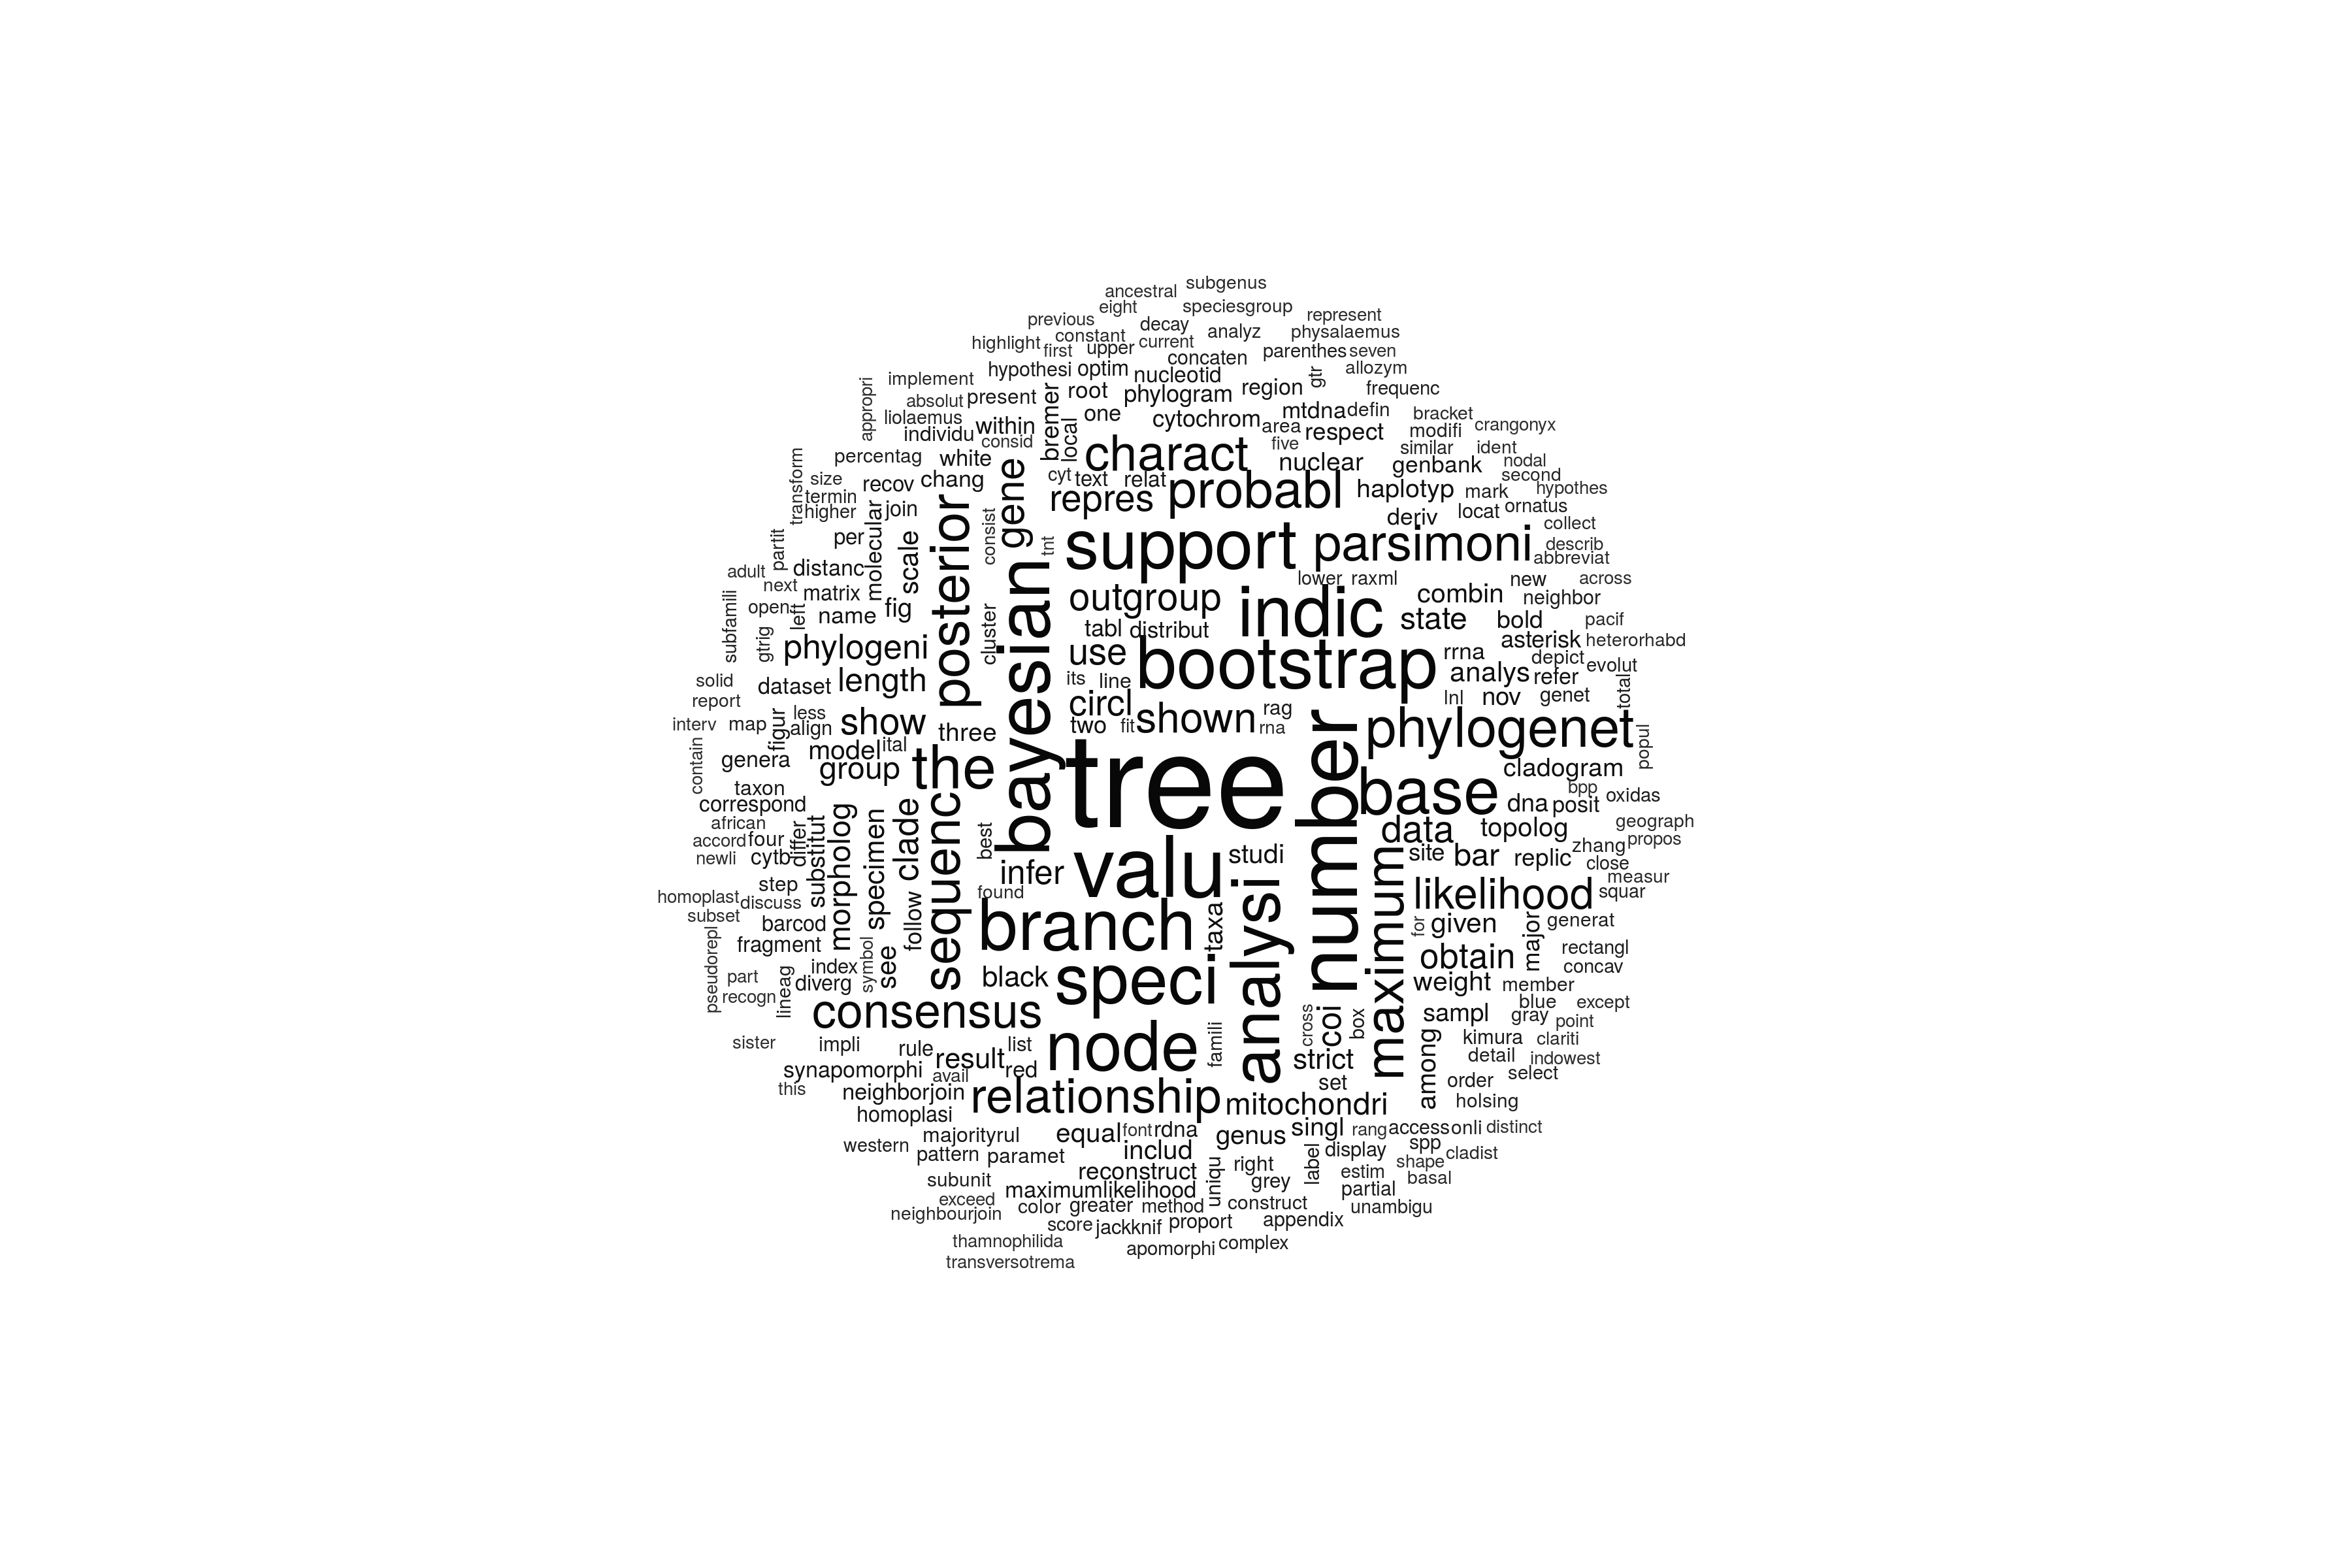 subgenus
ancestral
eight speciesgroup
previous decay represent
constant analyz physalaemus
highlight first upper current concaten parenthes seven
hypothesi optim nucleotid allozym
appropri implement root phylogram region gtr frequenc
absolut present bremer
liolaemus within local one cytochrom mtdna defin bracket crangonyx
individu consid area respect modifi
charact five similar ident
percentag white nuclear genbank nodal
transform size recov chang gene cyt text relat probabl second
termin repres haplotyp mark hypothes
higher join deriv locat ornatus
molecular posterior consist collect
partit per scale tnt support parsimoni describ
abbreviat
adult distanc lower raxml new across
next matrix outgroup indic combin neighbor
subfamili open left name fig state bold pacif
cluster bayesian tabl distribut asterisk heterorhabd
gtrig phylogeni use bootstrap rrna depict evolut
solid dataset length its line analys refer
report circl lnl nov genet total
interv map less show two fit shown rag phylogenet
figur align three rna popul
contain genera model ital
group the tree number cladogram
taxon base bpp
correspond dna posit oxidas
african data topolog geograph
accord four differ substitut morpholog specimen clade sequenc best propos
newli cytb valu studi site bar replic zhang
infer close
step found likelihood measur
homoplast discuss squar
subset follow branch taxa analysi maximum for given generat
barcod major
fragment symbol see obtain rectangl
pseudorepl part index black speci weight concav
recogn lineag diverg member
consensus cross coi box sampl blue except
gray point
sister impli rule list node famili kimura clariti
result strict among detail indowest
synapomorphi avail red select
this neighborjoin relationship set order
homoplasi mitochondri holsing
majorityrul equal font rdna genus singl rang access onli distinct
western pattern paramet includ display spp cladist
reconstruct uniqu right label estim shape
subunit maximumlikelihood grey partial basal
exceed color greater method construct unambigu
neighbourjoin score jackknif proport appendix
thamnophilida apomorphi complex
transversotrema